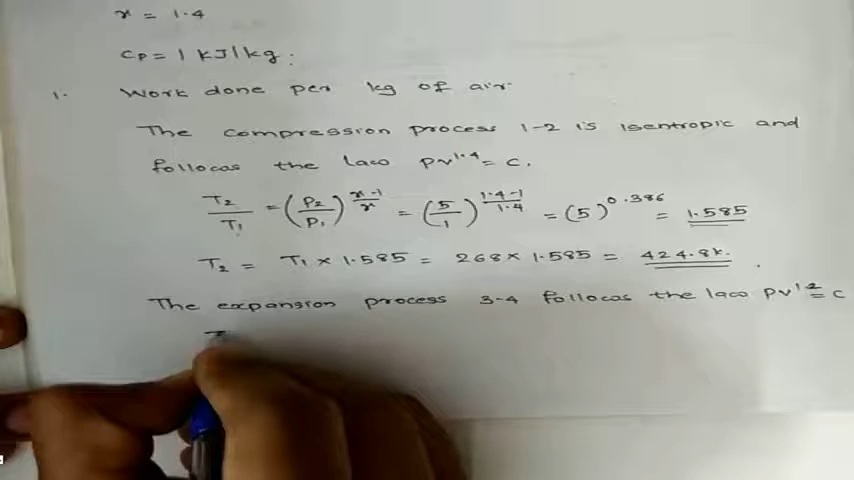 γ = 1.4
Cp = 1 KJ/kg.
1. Work done per kg of air
The compression process 1-2 is isentropic and
follows the law pv^1.4 = c.
T2/T1 = (P2/P1)^(γ-1)/γ = (5/1)^(1.4-1)/1.4 = (5)^0.386 = 1.585
T2 = T1 × 1.585 = 268 × 1.585 = 424.8k.
The expansion process 3-4 follows the law pv^1.2 = c
T